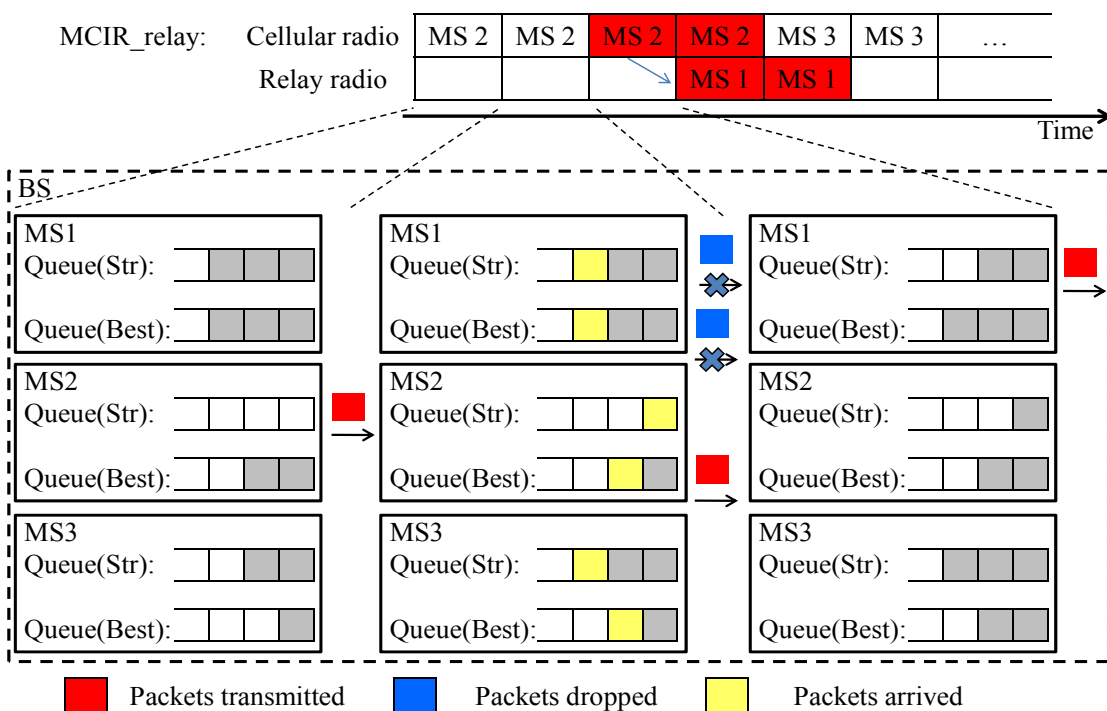 MCIR_relay: Cellular radio MS 2 MS 2 MS 2 MS 2 MS 3 MS 3 …
Relay radio MS 1 MS 1
Time
BS
MS1 MS1 MS1
Queue(Str): Queue(Str): Queue(Str):
Queue(Best): Queue(Best): Queue(Best):
MS2 MS2 MS2
Queue(Str): Queue(Str): Queue(Str):
Queue(Best): Queue(Best): Queue(Best):
MS3 MS3 MS3
Queue(Str): Queue(Str): Queue(Str):
Queue(Best): Queue(Best): Queue(Best):
Packets transmitted Packets dropped Packets arrived